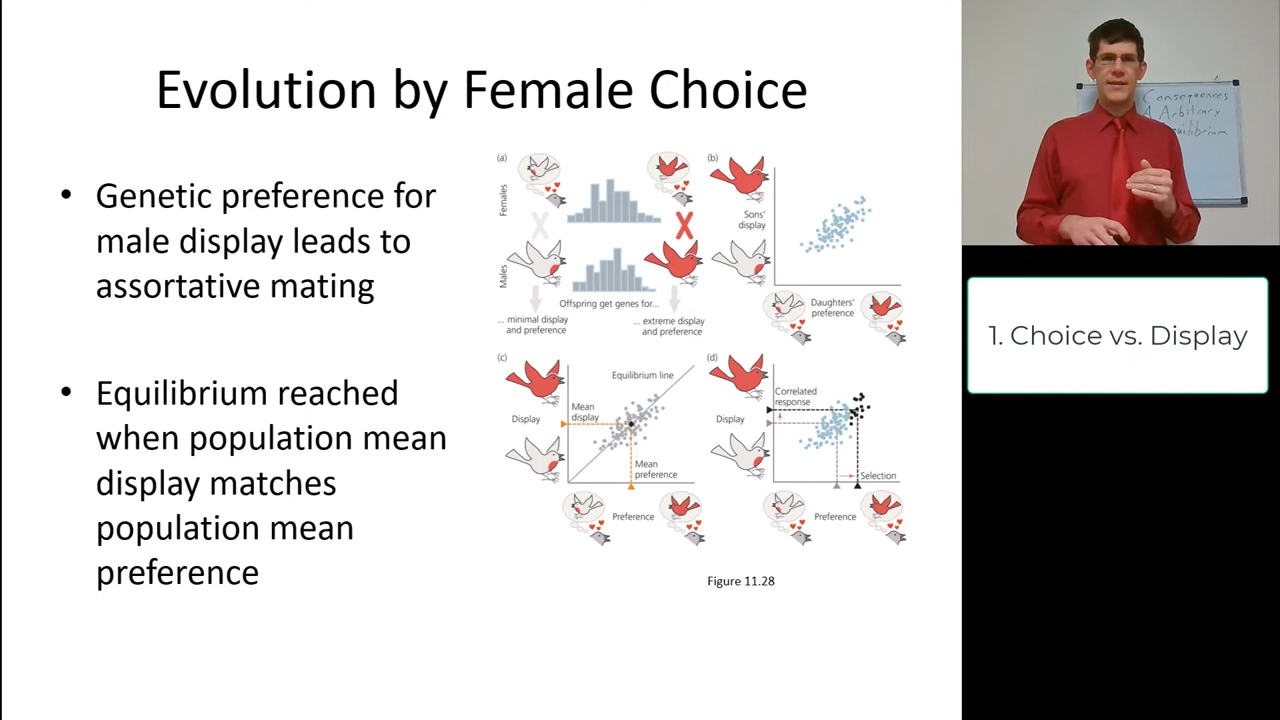 Evolution by Female Choice
• Genetic preference for
male display leads to
assortative mating
• Equilibrium reached
when population mean
display matches
population mean
preference
(a)
Females
Males
Offspring get genes for...
... minimal display
and preference
... extreme display
and preference
(b)
Sons'
display
Daughters'
preference
(c)
Equilibrium line
Mean
display
Display
Mean
preference
Preference
(d)
Correlated
response
Display
Selection
Preference
Figure 11.28
Consequences
A Arbitrary
1. Choice vs. Display